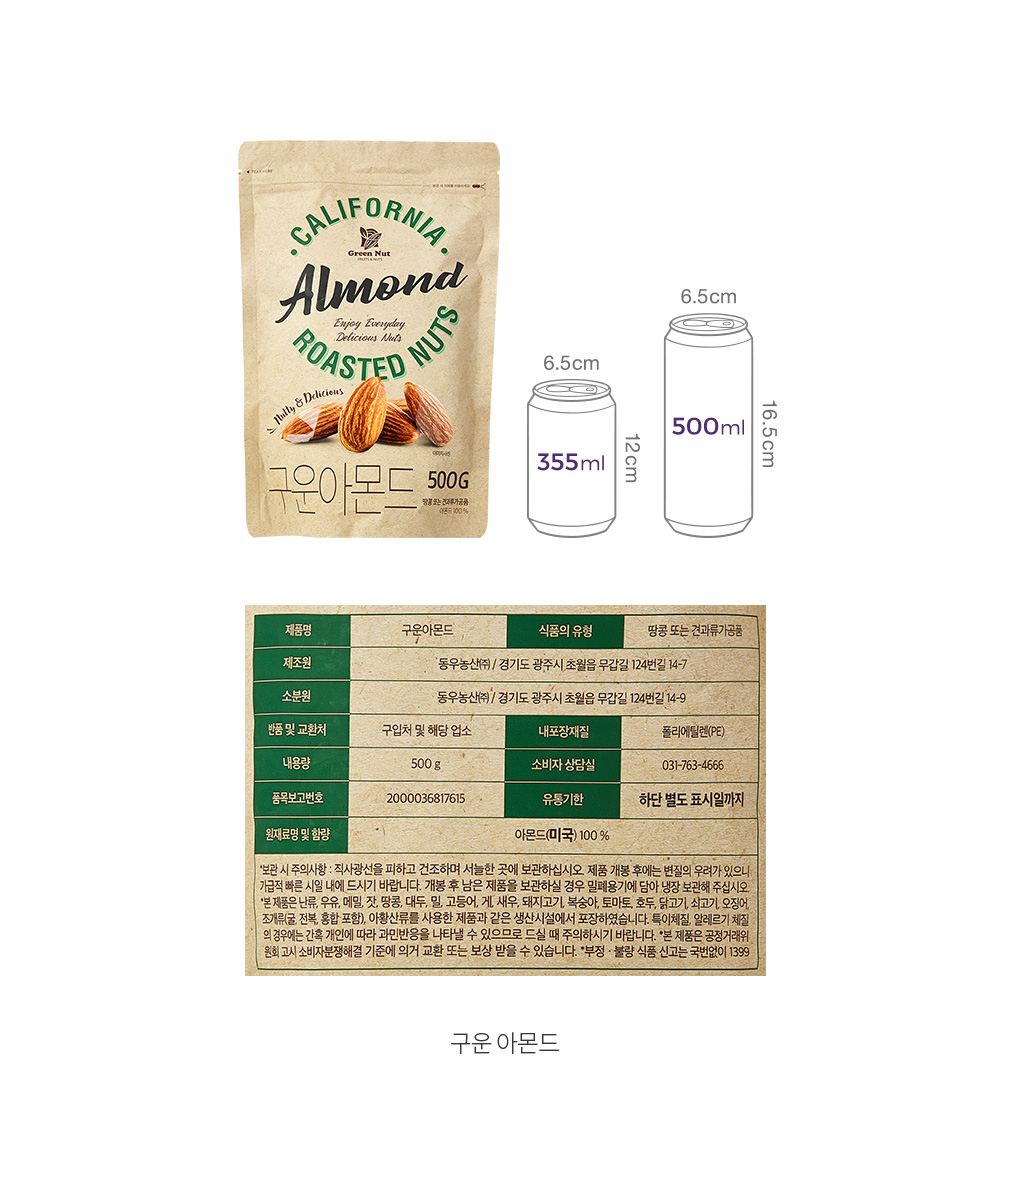 TEAR HERE
CALIFORNIA
Green Nut
FRUITS & NUTS
Almond
Enjoy Everyday
Delicious Nuts
ROASTED NUTS
Nutty & Delicious
이미지사진
구운아몬드
500G
땅콩 또는 견과류가공품
아몬드 100 %
6.5cm
355ml
12cm
6.5cm
500ml
16.5cm
제품명 구운아몬드 식품의 유형 땅콩 또는 견과류가공품
제조원 동우농산㈜ / 경기도 광주시 초월읍 무갑길 124번길 14-7
소분원 동우농산㈜ / 경기도 광주시 초월읍 무갑길 124번길 14-9
반품 및 교환처 구입처 및 해당 업소 내포장재질 폴리에틸렌(PE)
내용량 500 g 소비자 상담실 031-763-4666
품목보고번호 2000036817615 유통기한 하단 별도 표시일까지
원재료명 및 함량 아몬드(미국) 100 %
*보관 시 주의사항 : 직사광선을 피하고 건조하며 서늘한 곳에 보관하십시오. 제품 개봉 후에는 변질의 우려가 있으니
가급적 빠른 시일 내에 드시기 바랍니다. 개봉 후 남은 제품을 보관하실 경우 밀폐용기에 담아 냉장 보관해 주십시오.
*본 제품은 난류, 우유, 메밀, 잣, 땅콩, 대두, 밀, 고등어, 게, 새우, 돼지고기, 복숭아, 토마토, 호두, 닭고기, 쇠고기, 오징어,
조개류(굴, 전복, 홍합 포함), 아황산류를 사용한 제품과 같은 생산시설에서 포장하였습니다. 특이체질, 알레르기 체질
의 경우에는 간혹 개인에 따라 과민반응을 나타낼 수 있으므로 드실 때 주의하시기 바랍니다. *본 제품은 공정거래위
원회 고시 소비자분쟁해결 기준에 의거 교환 또는 보상 받을 수 있습니다. *부정 · 불량 식품 신고는 국번없이 1399
구운 아몬드